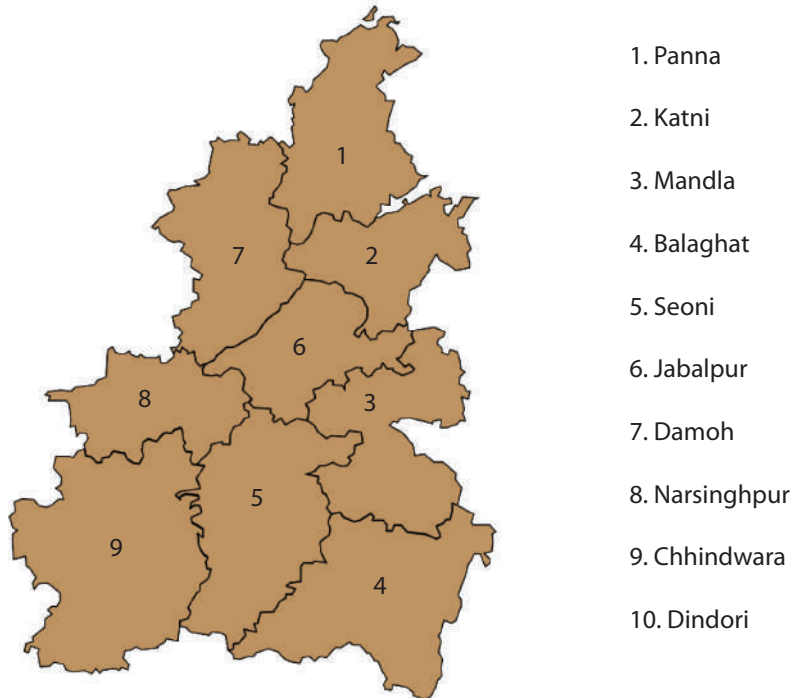 1
2
7
6
8
3
5
9
4
1. Panna
2. Katni
3. Mandla
4. Balaghat
5. Seoni
6. Jabalpur
7. Damoh
8. Narsinghpur
9. Chhindwara
10. Dindori